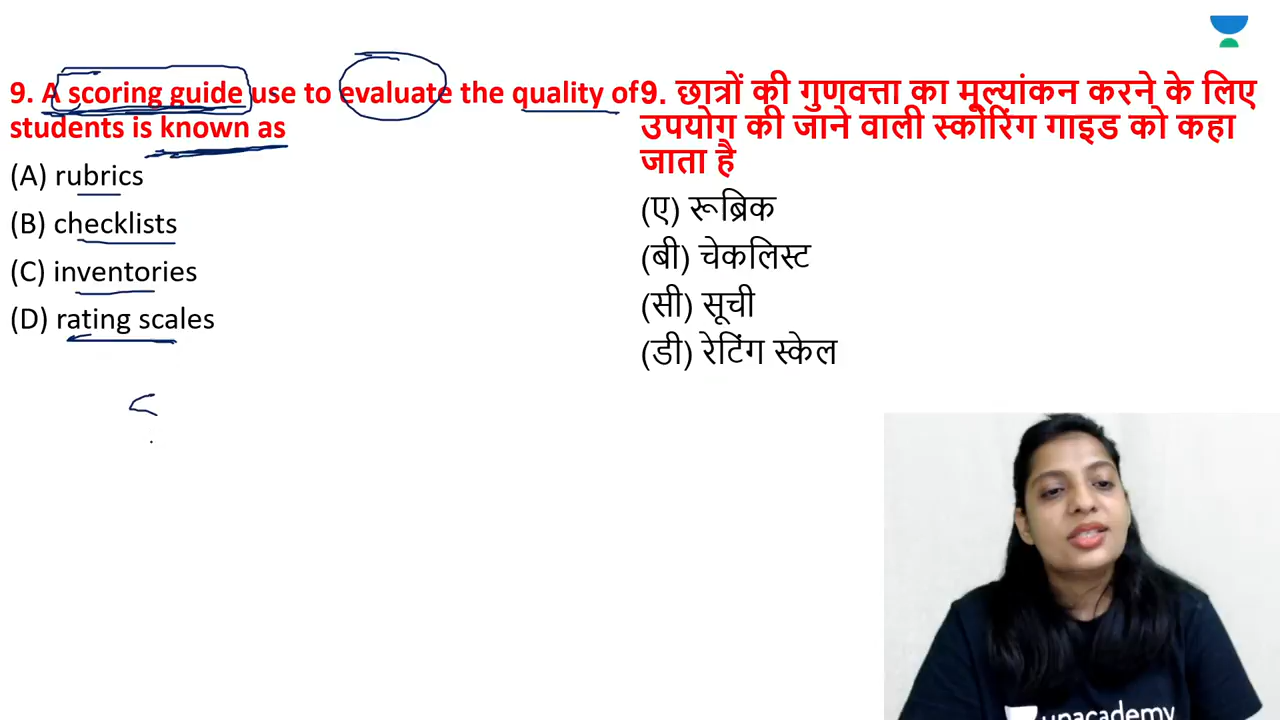 9. A scoring guide use to evaluate the quality of
students is known as
(A) rubrics
(B) checklists
(C) inventories
(D) rating scales
9. छात्रों की गुणवत्ता का मूल्यांकन करने के लिए
उपयोग की जाने वाली स्कोरिंग गाइड को कहा
जाता है
(ए) रूब्रिक
(बी) चेकलिस्ट
(सी) सूची
(डी) रेटिंग स्केल
unacademy